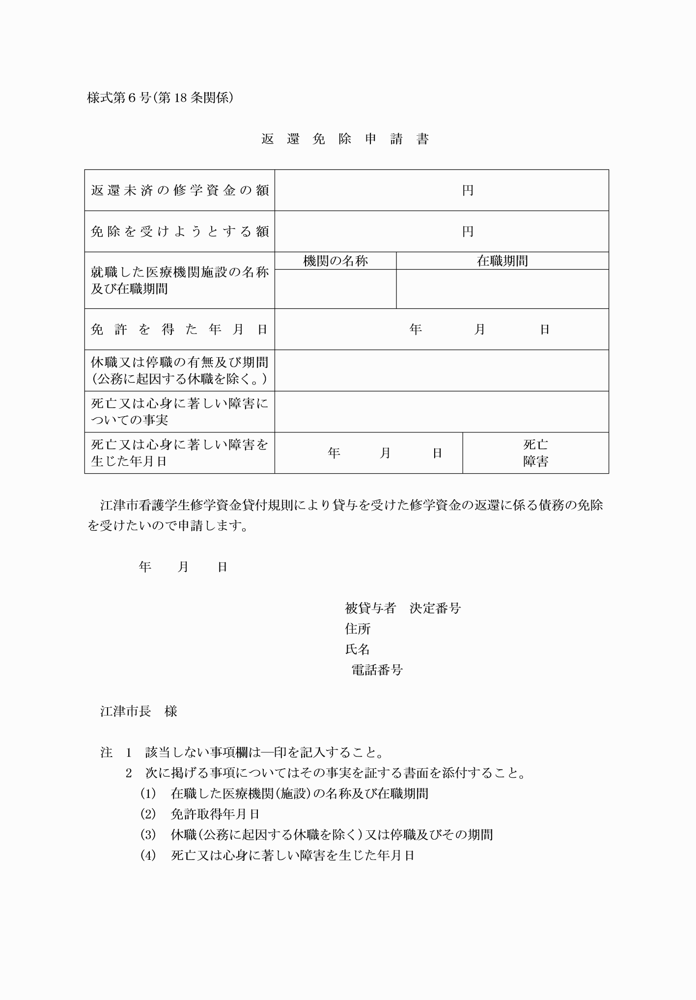 様式第６号（第 18 条関係）
返 還 免 除 申 請 書
返還未済の修学資金の額 円
免除を受けようとする額 円
就職した医療機関施設の名称
及び在職期間
機関の名称 在職期間
免許を得た年月日 年 月 日
休職又は停職の有無及び期間
（公務に起因する休職を除く。）
死亡又は心身に著しい障害に
ついての事実
死亡又は心身に著しい障害を
生じた年月日
年 月 日
死亡
障害
江津市看護学生修学資金貸付規則により貸与を受けた修学資金の返還に係る債務の免除
を受けたいので申請します。
年 月 日
被貸与者 決定番号
住所
氏名
電話番号
江津市長 様
注 1 該当しない事項欄は―印を記入すること。
2 次に掲げる事項についてはその事実を証する書面を添付すること。
(1) 在職した医療機関（施設）の名称及び在職期間
(2) 免許取得年月日
(3) 休職（公務に起因する休職を除く）又は停職及びその期間
(4) 死亡又は心身に著しい障害を生じた年月日